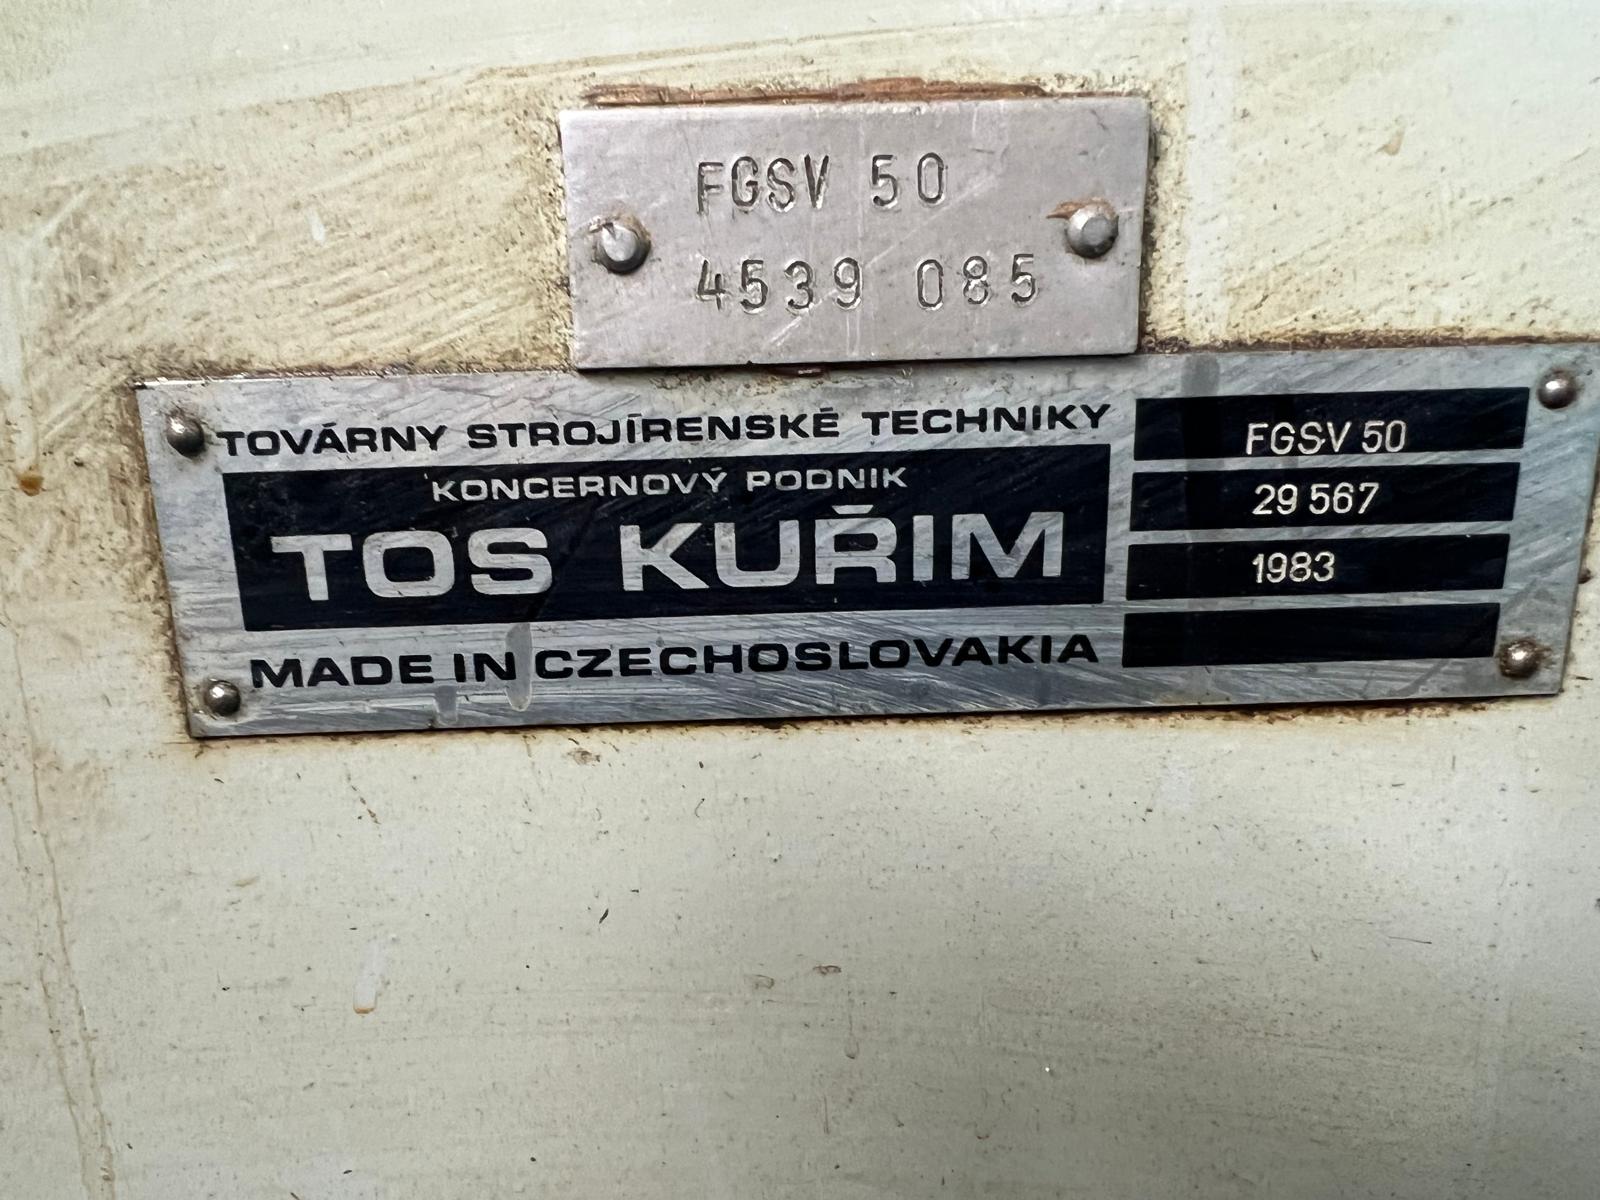 FGSV 50
4539 085
TOVÁRNY STROJÍRENSKÉ TECHNIKY
KONCERNOVÝ PODNIK
TOS KUŘIM
MADE IN CZECHOSLOVAKIA
FGSV 50
29 567
1983